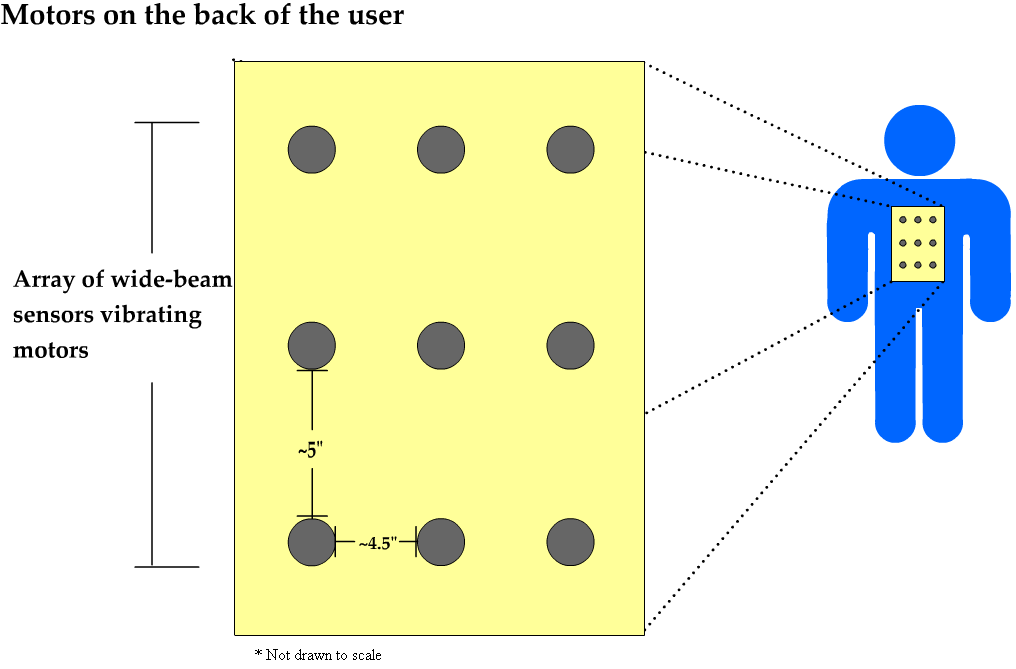 Motors on the back of the user
Array of wide-beam
sensors vibrating
motors
~5"
~4.5"
* Not drawn to scale